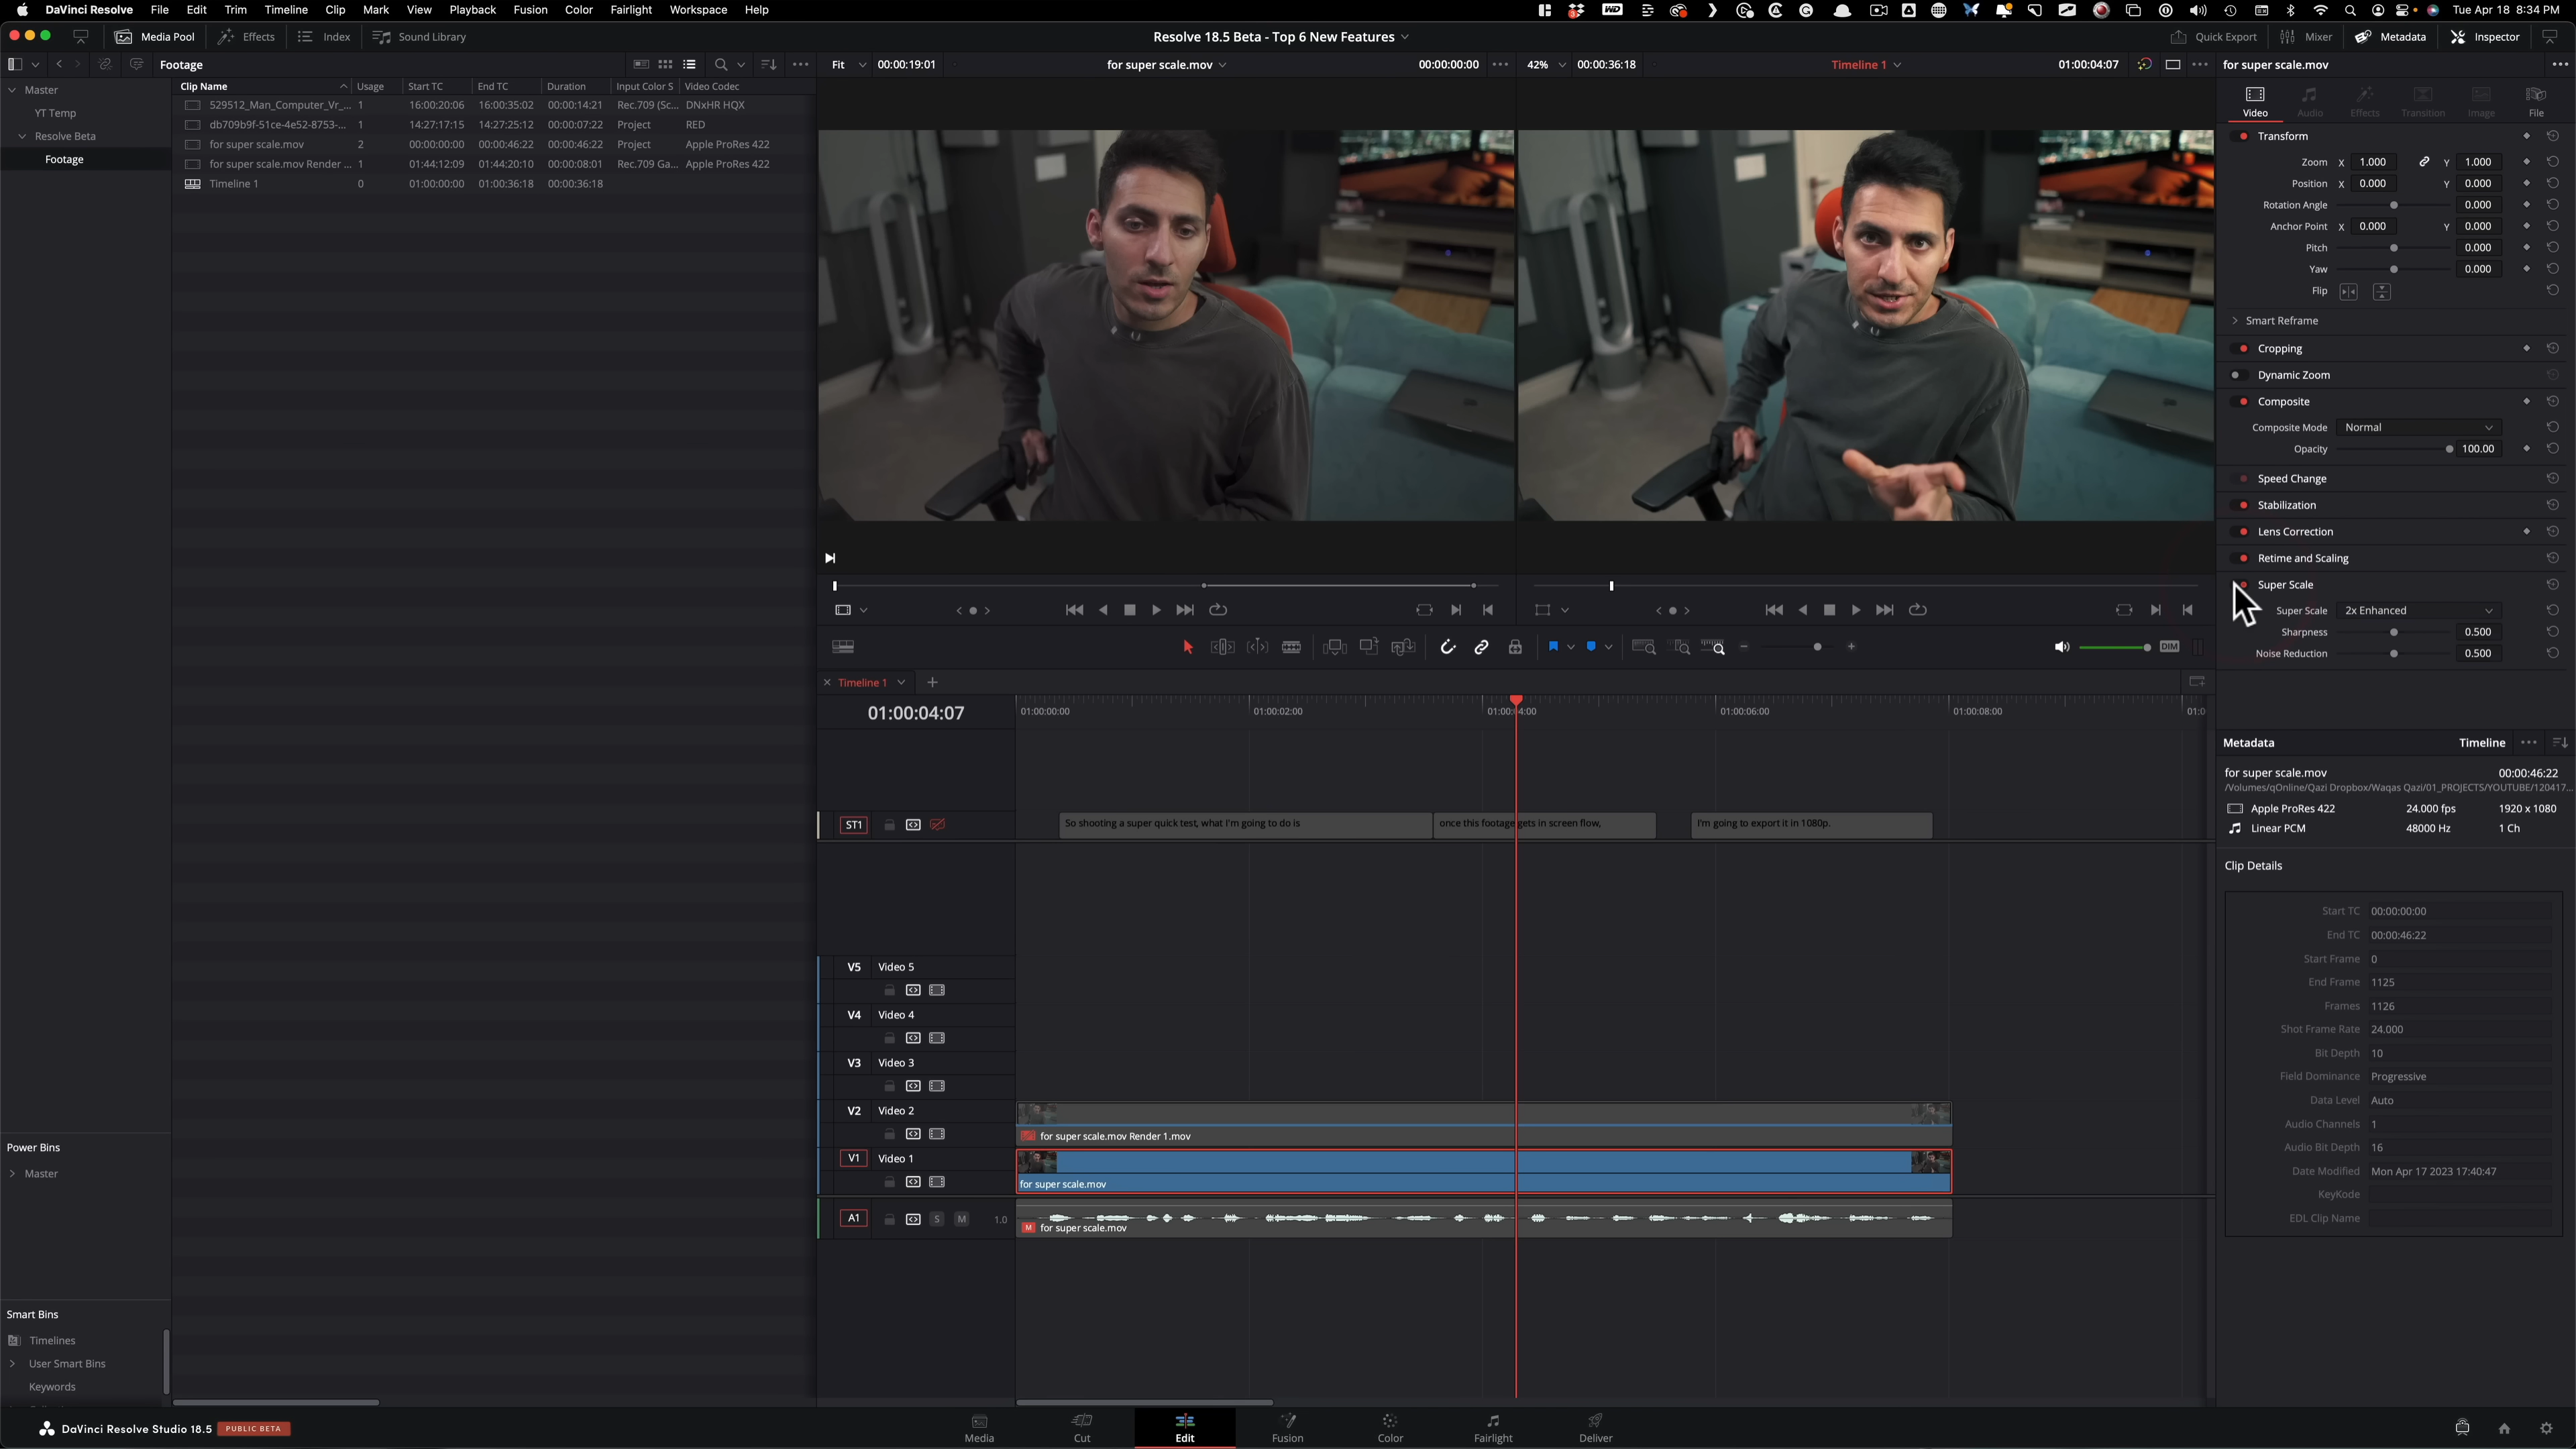 DaVinci Resolve File Edit Trim Timeline Clip Mark View Playback Fusion Color Fairlight Workspace Help Tue Apr 18 8:34 PM
Media Pool Effects Index Sound Library Resolve 18.5 Beta - Top 6 New Features Quick Export Mixer Metadata Inspector
Footage Fit 00:00:19:01 for super scale.mov 00:00:00:00 42% 00:00:36:18 Timeline 1 01:00:04:07 for super scale.mov
Master
YT Temp
Resolve Beta
Footage
Clip Name Usage Start TC End TC Duration Input Color S Video Codec
529512_Man_Computer_Vr_... 1 16:00:20:06 16:00:35:02 00:00:14:21 Rec.709 (Sc... DNxHR HQX
db709b9f-51ce-4e52-8753-... 1 14:27:17:15 14:27:25:12 00:00:07:22 Project RED
for super scale.mov 2 00:00:00:00 00:00:46:22 00:00:46:22 Project Apple ProRes 422
for super scale.mov Render ... 1 01:44:12:09 01:44:20:10 00:00:08:01 Rec.709 Ga... Apple ProRes 422
Timeline 1 0 01:00:00:00 01:00:36:18 00:00:36:18
Video Audio Effects Transition Image File
Transform
Zoom X 1.000 Y 1.000
Position X 0.000 Y 0.000
Rotation Angle 0.000
Anchor Point X 0.000 Y 0.000
Pitch 0.000
Yaw 0.000
Flip
Smart Reframe
Cropping
Dynamic Zoom
Composite
Composite Mode Normal
Opacity 100.00
Speed Change
Stabilization
Lens Correction
Retime and Scaling
Super Scale
Super Scale 2x Enhanced
Sharpness 0.500
Noise Reduction 0.500
DIM
Timeline 1
01:00:04:07
01:00:00:00 01:00:02:00 01:00:04:00 01:00:06:00 01:00:08:00 01:0
ST1 So shooting a super quick test, what I'm going to do is once this footage gets in screen flow, I'm going to export it in 1080p.
V5 Video 5
V4 Video 4
V3 Video 3
V2 Video 2
for super scale.mov Render 1.mov
V1 Video 1
for super scale.mov
A1 S M 1.0
M for super scale.mov
Metadata Timeline
for super scale.mov 00:00:46:22
/Volumes/qOnline/Qazi Dropbox/Waqas Qazi/01_PROJECTS/YOUTUBE/120417...
Apple ProRes 422 24.000 fps 1920 x 1080
Linear PCM 48000 Hz 1 Ch
Clip Details
Start TC 00:00:00:00
End TC 00:00:46:22
Start Frame 0
End Frame 1125
Frames 1126
Shot Frame Rate 24.000
Bit Depth 10
Field Dominance Progressive
Data Level Auto
Audio Channels 1
Audio Bit Depth 16
Date Modified Mon Apr 17 2023 17:40:47
KeyKode
EDL Clip Name
Power Bins
Master
Smart Bins
Timelines
User Smart Bins
Keywords
DaVinci Resolve Studio 18.5 PUBLIC BETA
Media Cut Edit Fusion Color Fairlight Deliver